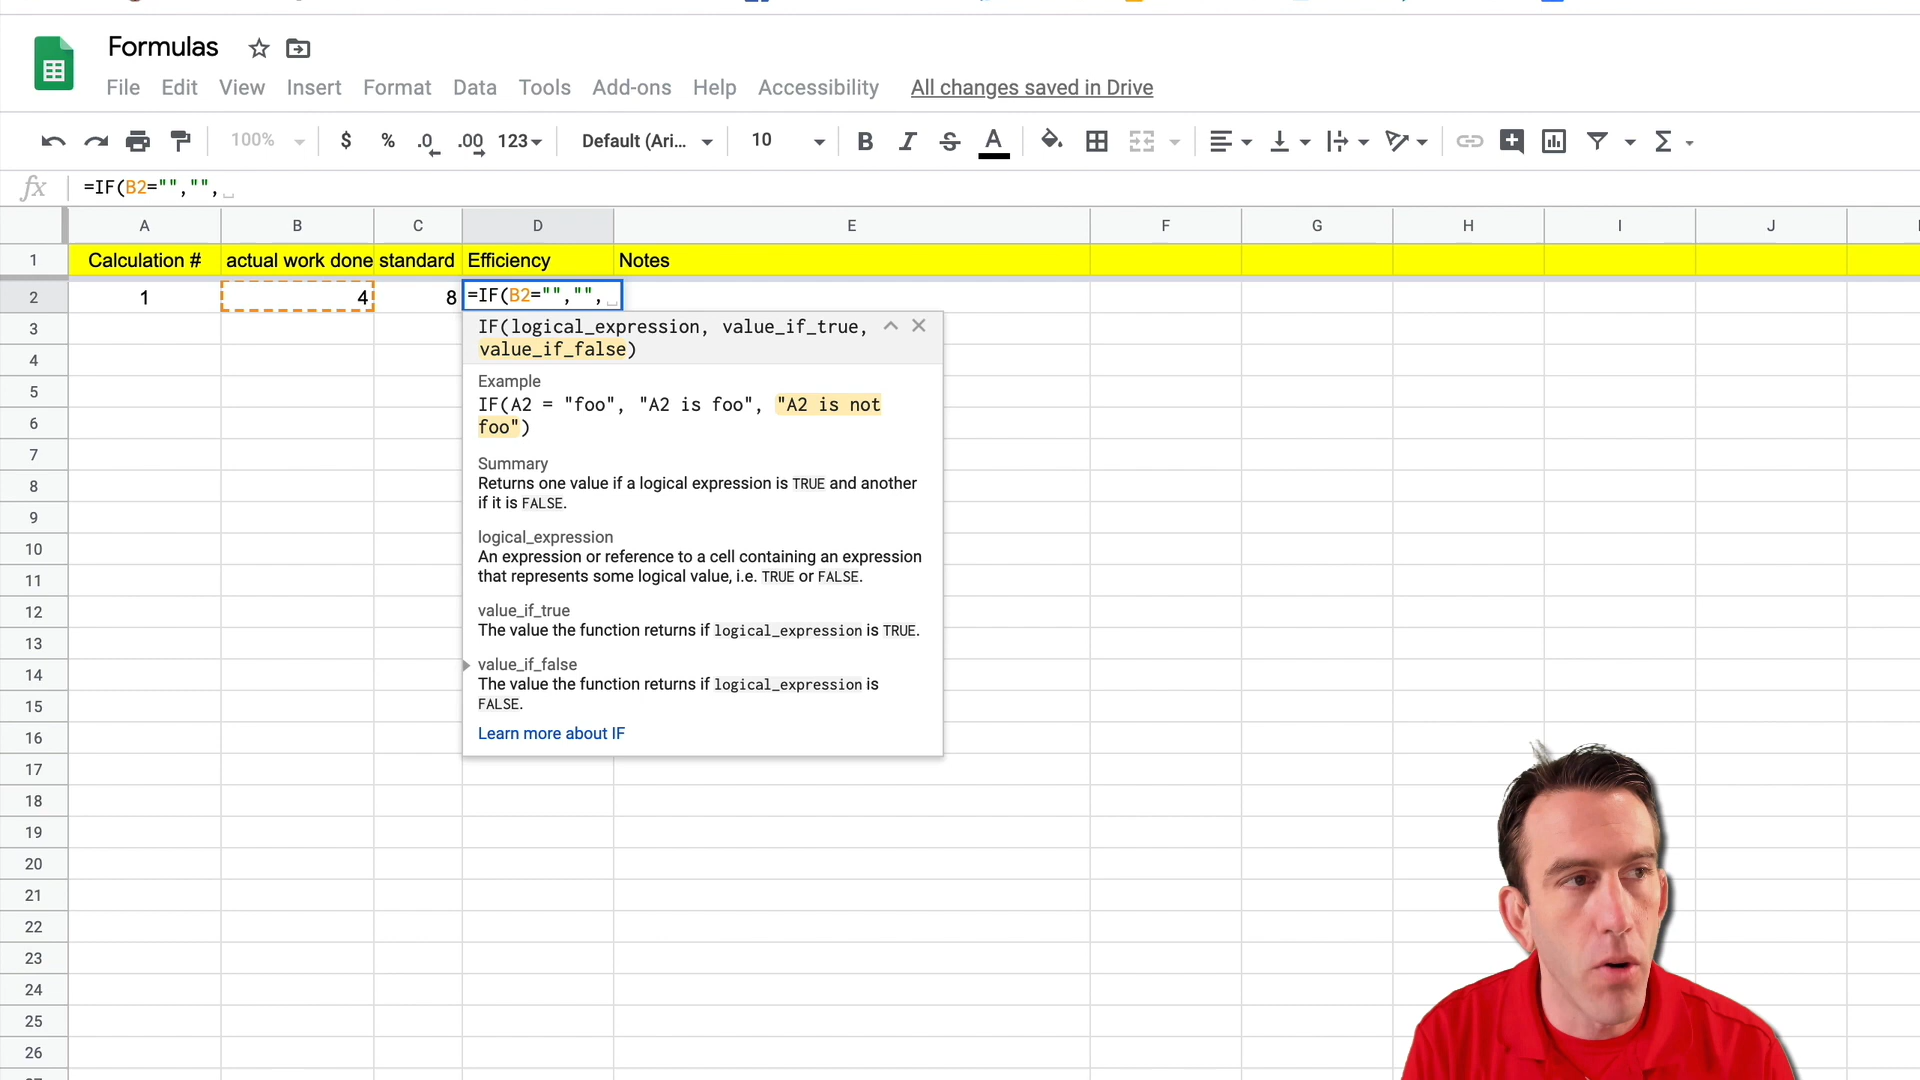 Formulas
File Edit View Insert Format Data Tools Add-ons Help Accessibility All changes saved in Drive
100% $ % .0 .00 123 Default (Ari... 10 B I S A
fx =IF(B2="","",
A B C D E F G H I J
1 Calculation # actual work done standard Efficiency Notes
2 1 4 8 =IF(B2="","",
3
IF(logical_expression, value_if_true,
value_if_false)
4
Example
5
IF(A2 = "foo", "A2 is foo", "A2 is not
foo")
6
7
Summary
8
Returns one value if a logical expression is TRUE and another
if it is FALSE.
9
logical_expression
10
An expression or reference to a cell containing an expression
that represents some logical value, i.e. TRUE or FALSE.
11
value_if_true
12
The value the function returns if logical_expression is TRUE.
13
value_if_false
14
The value the function returns if logical_expression is
FALSE.
15
Learn more about IF
16
17
18
19
20
21
22
23
24
25
26